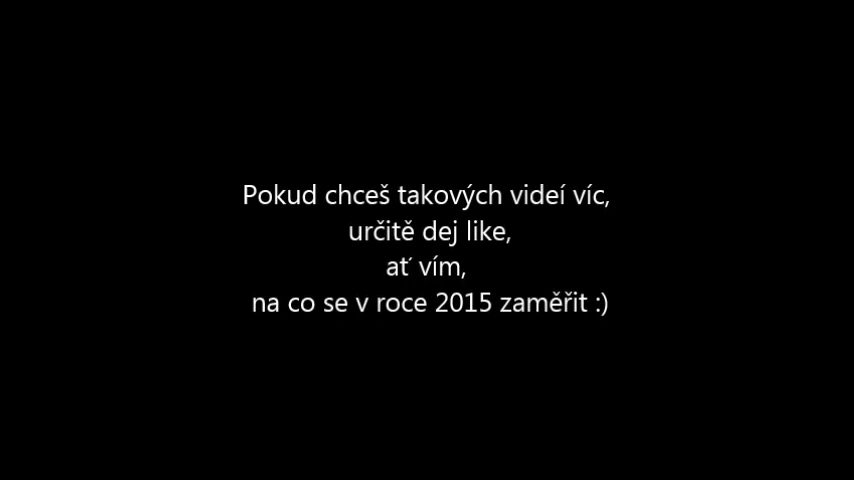 Pokud chceš takových videí víc,
určitě dej like,
ať vím,
na co se v roce 2015 zaměřit :)